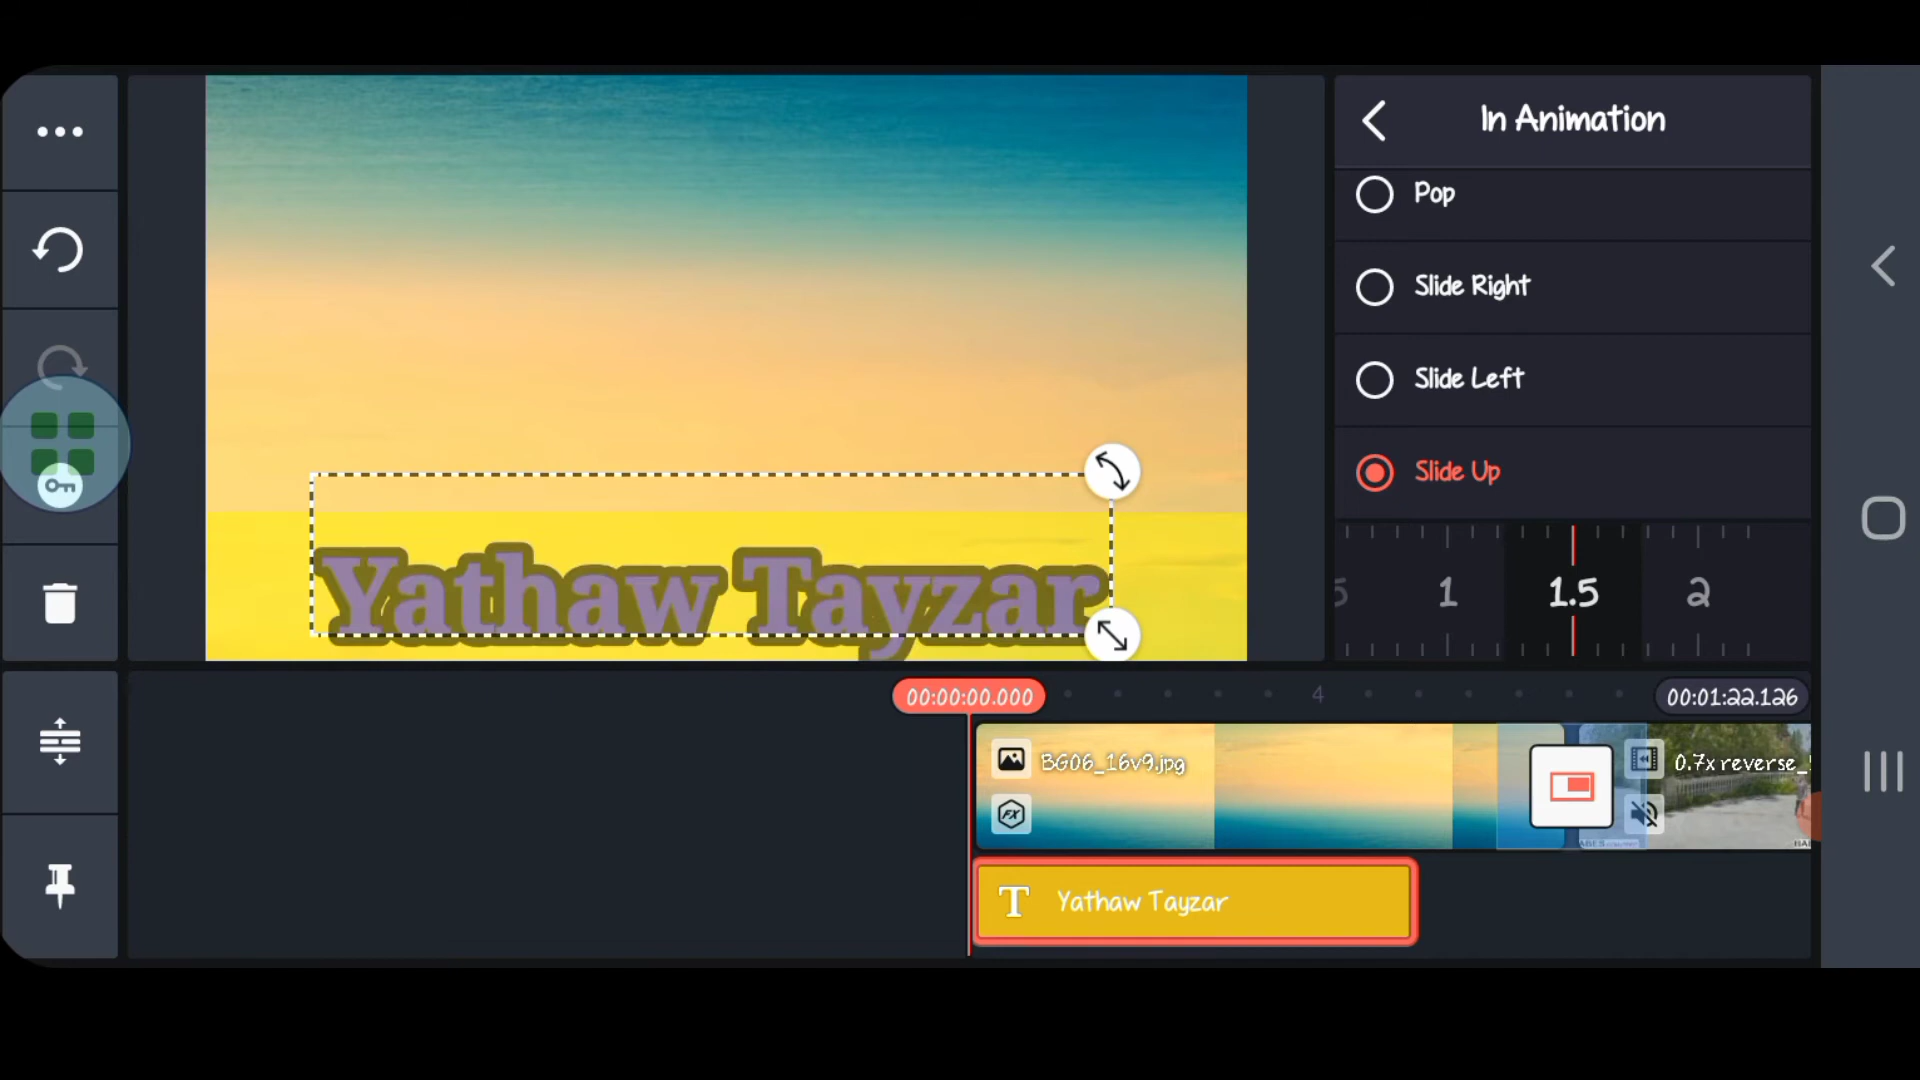 In Animation
Pop
Slide Right
Slide Left
Slide Up
1
1.5
2
Yathaw Tayzar
00:00:00.000
4
00:01:22.126
BG06_16v9.jpg
FX
0.7x reverse_
T Yathaw Tayzar